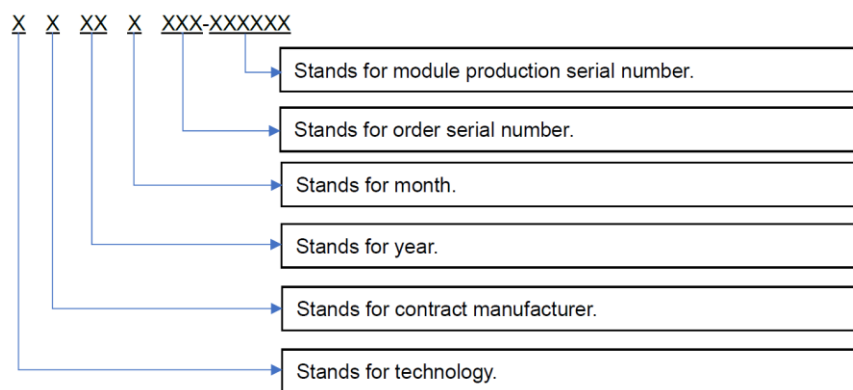 X X XX X XXX-XXXXXX
Stands for module production serial number.
Stands for order serial number.
Stands for month.
Stands for year.
Stands for contract manufacturer.
Stands for technology.